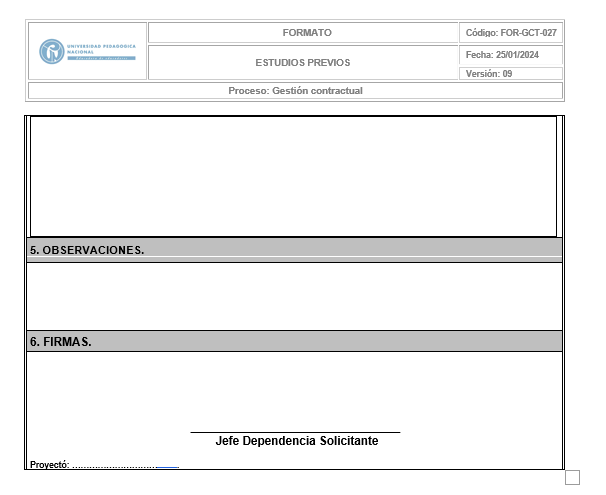 UNIVERSIDAD PEDAGÓGICA
NACIONAL
FORMATO
Código: FOR-GCT-027
ESTUDIOS PREVIOS
Fecha: 25/01/2024
Versión: 09
Proceso: Gestión contractual
5. OBSERVACIONES.
6. FIRMAS.
Jefe Dependencia Solicitante
Proyectó: ………………………..